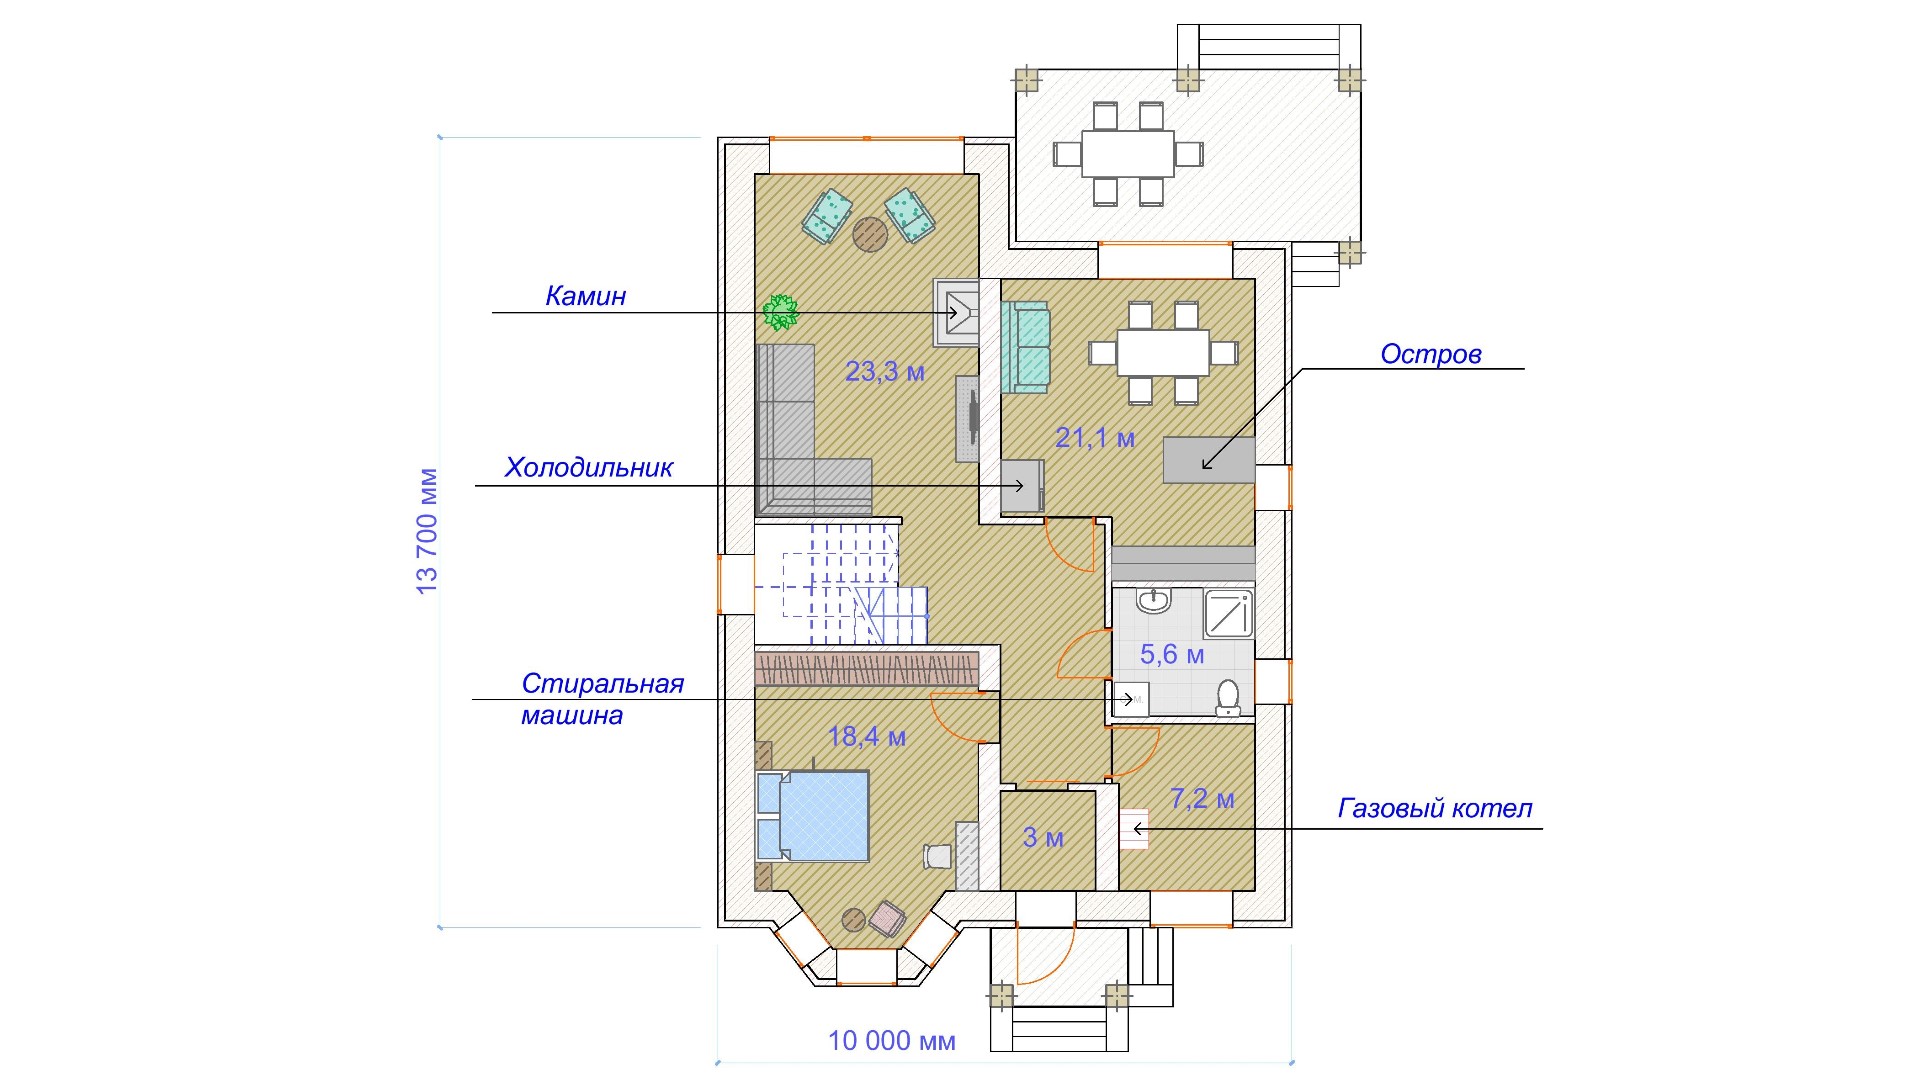 Камин
23,3 м
Остров
21,1 м
Холодильник
13 700 мм
5,6 м
Стиральная
машина
18,4 м
7,2 м
Газовый котел
3 м
10 000 мм